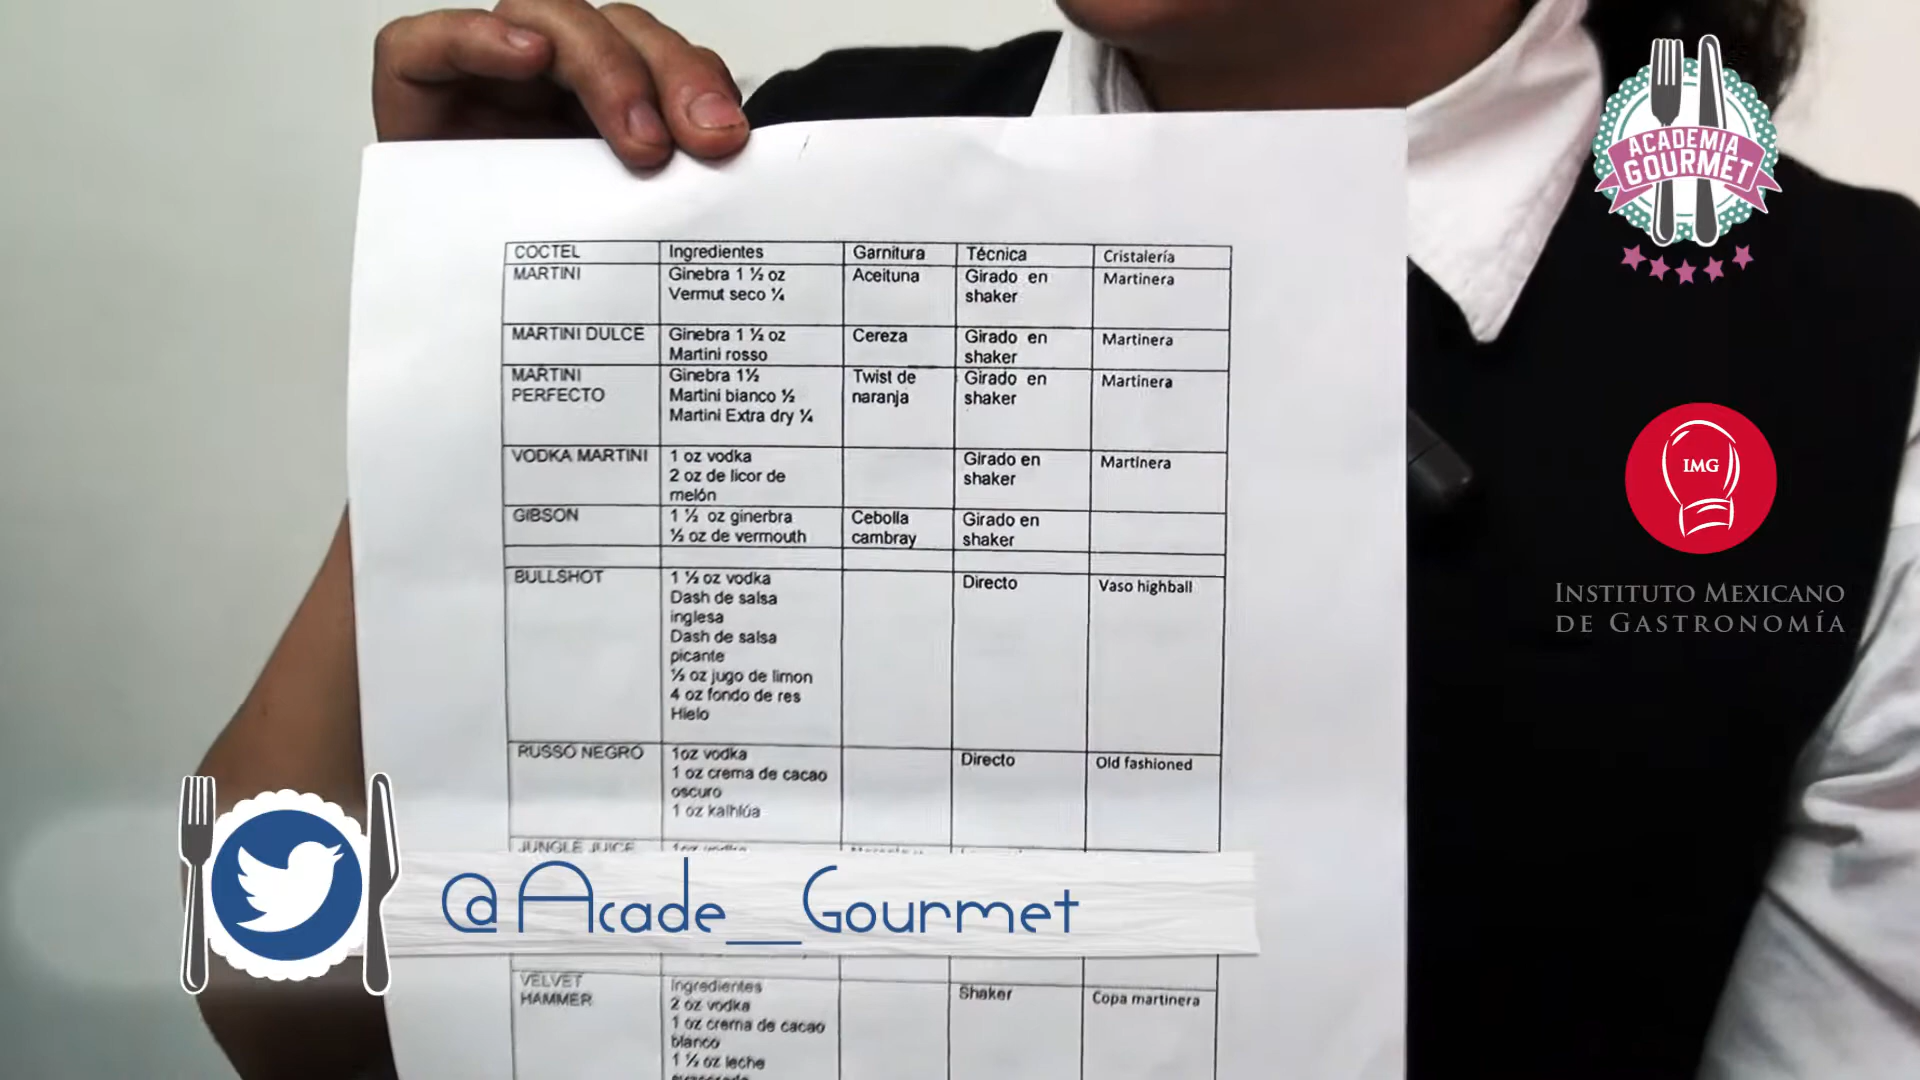 COCTEL Ingredientes Garnitura Técnica Cristalería
MARTINI Ginebra 1 ½ oz Aceituna Girado en Martinera
Vermut seco ¼ shaker
MARTINI DULCE Ginebra 1 ½ oz Cereza Girado en Martinera
Martini rosso shaker
MARTINI Ginebra 1½ Twist de Girado en Martinera
PERFECTO Martini bianco ½ naranja shaker
Martini Extra dry ¼
VODKA MARTINI 1 oz vodka Girado en Martinera
2 oz de licor de shaker
melón
GIBSON 1 ½ oz ginerbra Cebolla Girado en
½ oz de vermouth cambray shaker
BULLSHOT 1 ½ oz vodka Directo Vaso highball
Dash de salsa
inglesa
Dash de salsa
picante
½ oz jugo de limon
4 oz fondo de res
Hielo
RUSSO NEGRO 1oz vodka Directo Old fashioned
1 oz crema de cacao
oscuro
1 oz kalhlúa
JUNGLE JUICE 1oz vodka
@Acade_Gourmet
VELVET Ingredientes Shaker Copa martinera
HAMMER 2 oz vodka
1 oz crema de cacao
blanco
1 ½ oz leche
ACADEMIA
GOURMET
IMG
INSTITUTO MEXICANO
DE GASTRONOMÍA